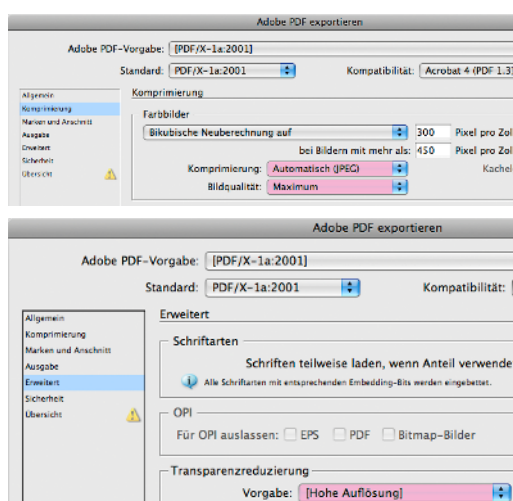 Adobe PDF exportieren
Adobe PDF-Vorgabe: [PDF/X-1a:2001]
Standard: PDF/X-1a:2001 Kompatibilität: Acrobat 4 (PDF 1.3)
Allgemein
Komprimierung
Marken und Anschnitt
Ausgabe
Erweitert
Sicherheit
Übersicht
Komprimierung
Farbbilder
Bikubische Neuberechnung auf 300 Pixel pro Zol
bei Bildern mit mehr als: 450 Pixel pro Zol
Komprimierung: Automatisch (JPEG) Kachel
Bildqualität: Maximum
Adobe PDF exportieren
Adobe PDF-Vorgabe: [PDF/X-1a:2001]
Standard: PDF/X-1a:2001 Kompatibilität:
Allgemein
Komprimierung
Marken und Anschnitt
Ausgabe
Erweitert
Sicherheit
Übersicht
Erweitert
Schriftarten
Schriften teilweise laden, wenn Anteil verwende
Alle Schriftarten mit entsprechenden Embedding-Bits werden eingebettet.
OPI
Für OPI auslassen: EPS PDF Bitmap-Bilder
Transparenzreduzierung
Vorgabe: [Hohe Auflösung]